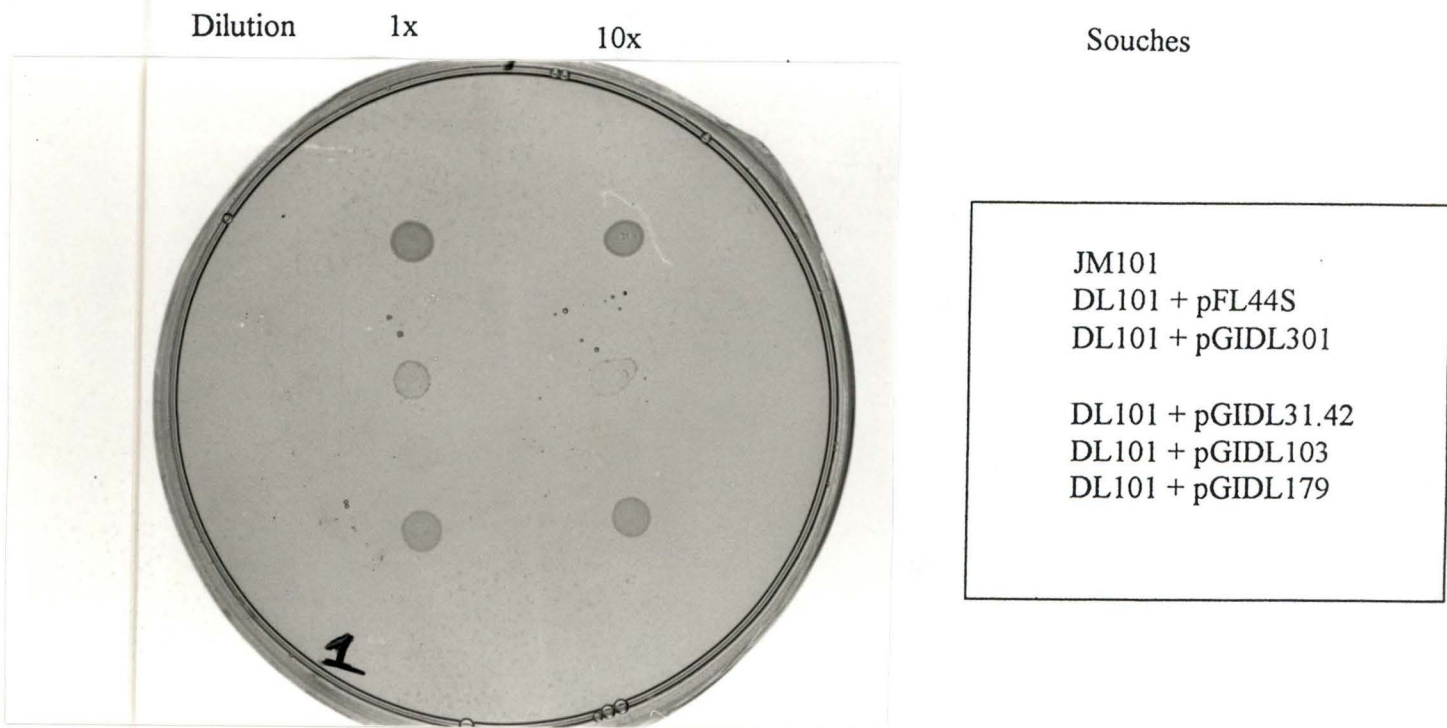 Dilution 1x 10x
Souches
JM101
DL101 + pFL44S
DL101 + pGIDL301
DL101 + pGIDL31.42
DL101 + pGIDL103
DL101 + pGIDL179
1